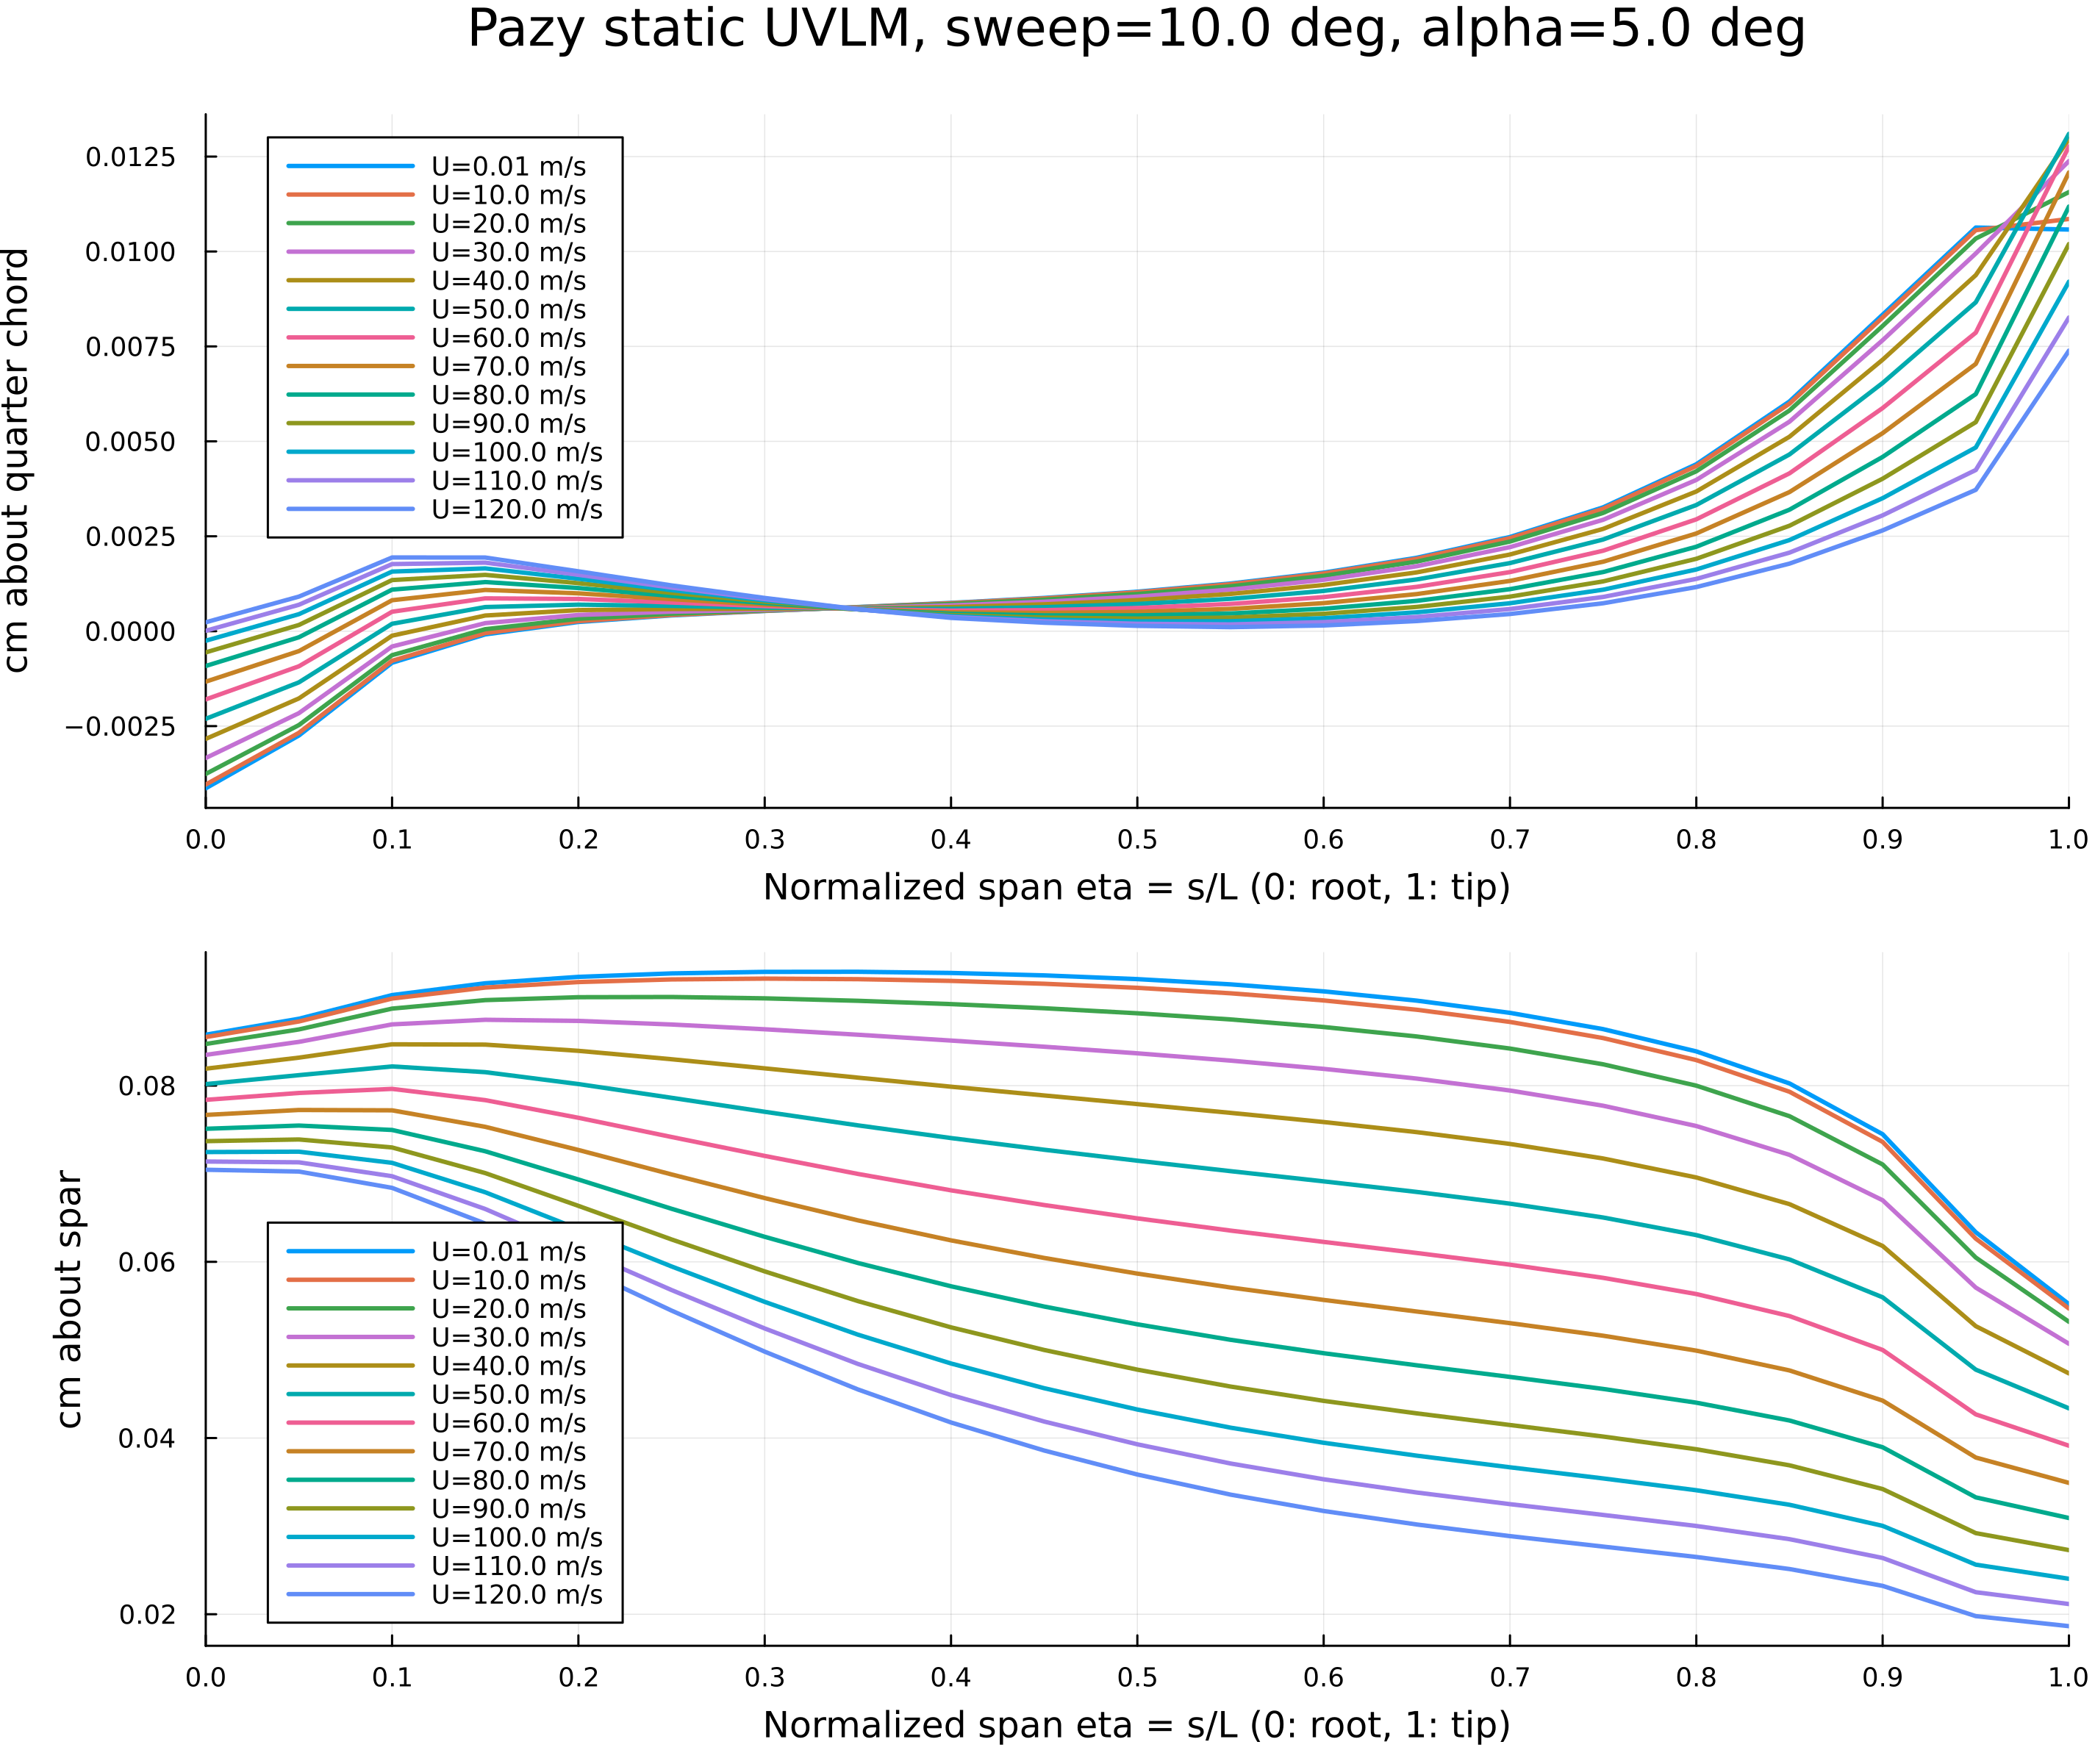 Pazy static UVLM, sweep=10.0 deg, alpha=5.0 deg
cm about quarter chord
0.0125
0.0100
0.0075
0.0050
0.0025
0.0000
−0.0025
U=0.01 m/s
U=10.0 m/s
U=20.0 m/s
U=30.0 m/s
U=40.0 m/s
U=50.0 m/s
U=60.0 m/s
U=70.0 m/s
U=80.0 m/s
U=90.0 m/s
U=100.0 m/s
U=110.0 m/s
U=120.0 m/s
0.0 0.1 0.2 0.3 0.4 0.5 0.6 0.7 0.8 0.9 1.0
Normalized span eta = s/L (0: root, 1: tip)
cm about spar
0.08
0.06
0.04
0.02
U=0.01 m/s
U=10.0 m/s
U=20.0 m/s
U=30.0 m/s
U=40.0 m/s
U=50.0 m/s
U=60.0 m/s
U=70.0 m/s
U=80.0 m/s
U=90.0 m/s
U=100.0 m/s
U=110.0 m/s
U=120.0 m/s
0.0 0.1 0.2 0.3 0.4 0.5 0.6 0.7 0.8 0.9 1.0
Normalized span eta = s/L (0: root, 1: tip)